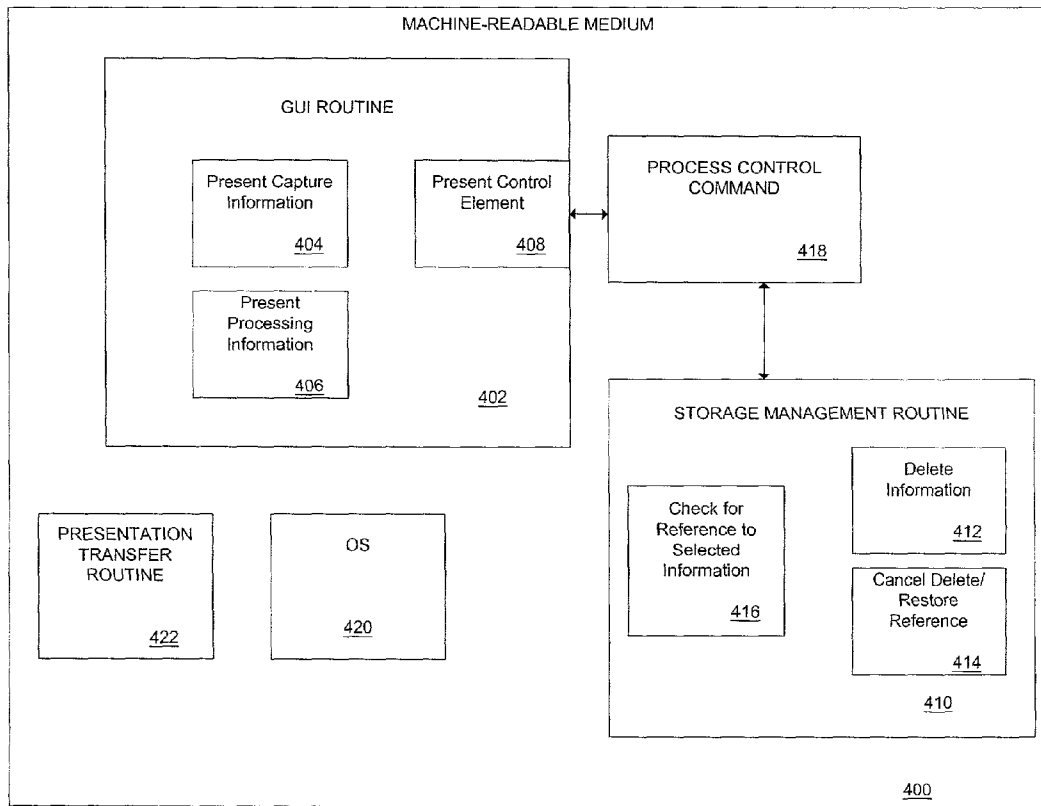 MACHINE-READABLE MEDIUM
GUI ROUTINE
Present Capture
Information
404
Present Control
Element
408
Present
Processing
Information
406
402
PROCESS CONTROL
COMMAND
418
STORAGE MANAGEMENT ROUTINE
Check for
Reference to
Selected
Information
416
Delete
Information
412
Cancel Delete/
Restore
Reference
414
410
PRESENTATION
TRANSFER
ROUTINE
422
OS
420
400